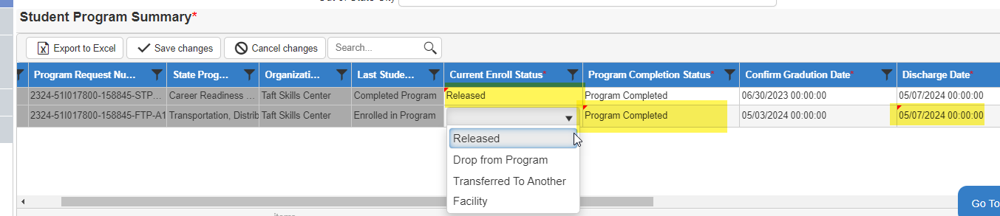 Student Program Summary*
Export to Excel Save changes Cancel changes Search...
Program Request Nu... State Prog... Organizati... Last Stude... Current Enroll Status* Program Completion Status* Confirm Gradution Date* Discharge Date*
2324-51I017800-158845-STP... Career Readiness ... Taft Skills Center Completed Program Released Program Completed 06/30/2023 00:00:00 05/07/2024 00:00:00
2324-51I017800-158845-FTP-A1 Transportation, Distrib Taft Skills Center Enrolled in Program Program Completed 05/03/2024 00:00:00 05/07/2024 00:00:00
Released
Drop from Program
Transferred To Another
Facility
Go To